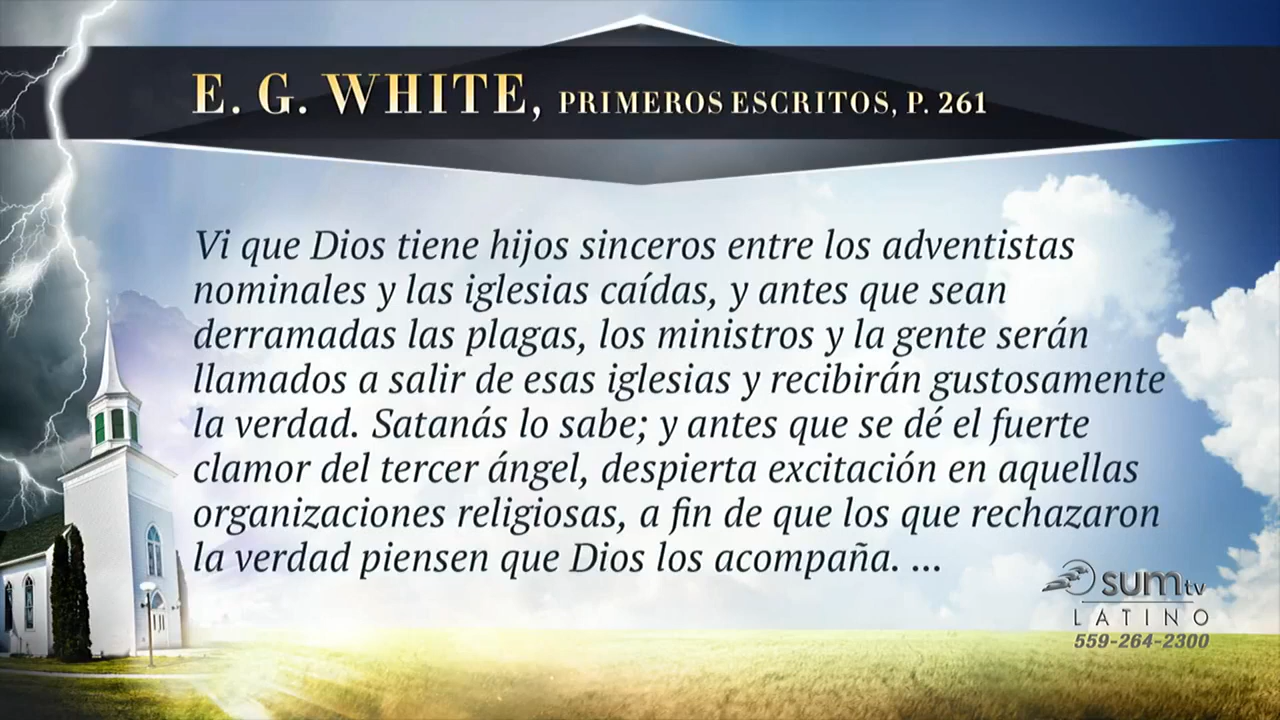 E. G. WHITE, PRIMEROS ESCRITOS, P. 261
Vi que Dios tiene hijos sinceros entre los adventistas
nominales y las iglesias caídas, y antes que sean
derramadas las plagas, los ministros y la gente serán
llamados a salir de esas iglesias y recibirán gustosamente
la verdad. Satanás lo sabe; y antes que se dé el fuerte
clamor del tercer ángel, despierta excitación en aquellas
organizaciones religiosas, a fin de que los que rechazaron
la verdad piensen que Dios los acompaña. ...
sumtv
LATINO
559-264-2300